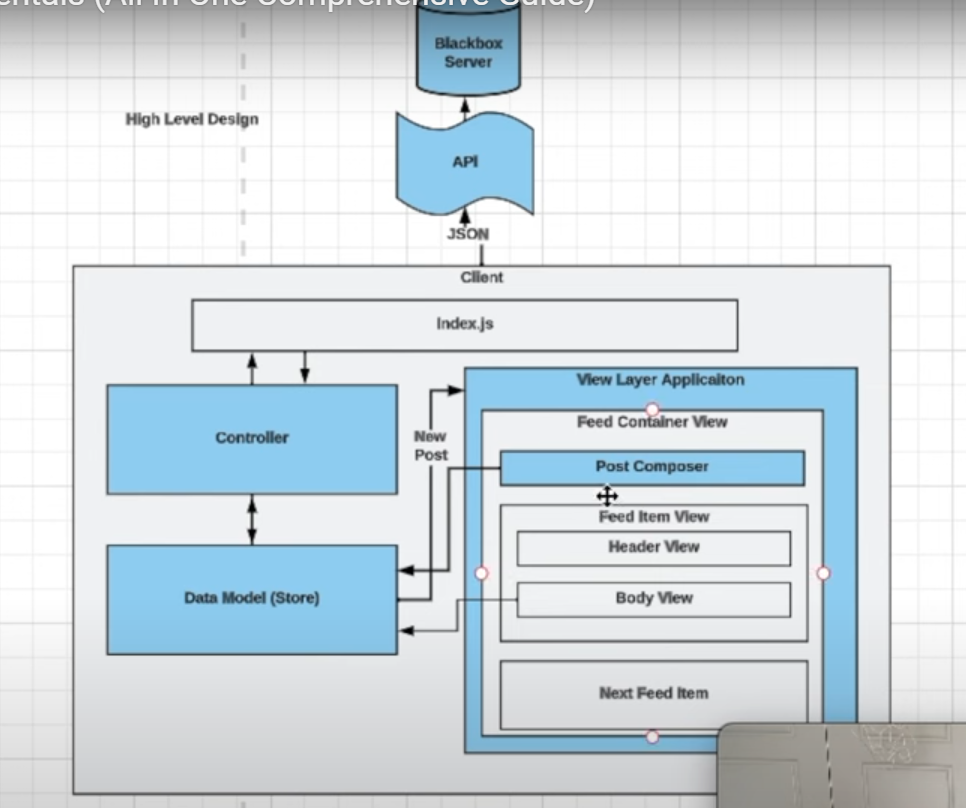 (All in One Comprehensive Guide)
Blackbox
Server
High Level Design
API
JSON
Client
Index.js
View Layer Applicaiton
Feed Container View
Controller
New
Post
Post Composer
Feed Item View
Header View
Data Model (Store)
Body View
Next Feed Item